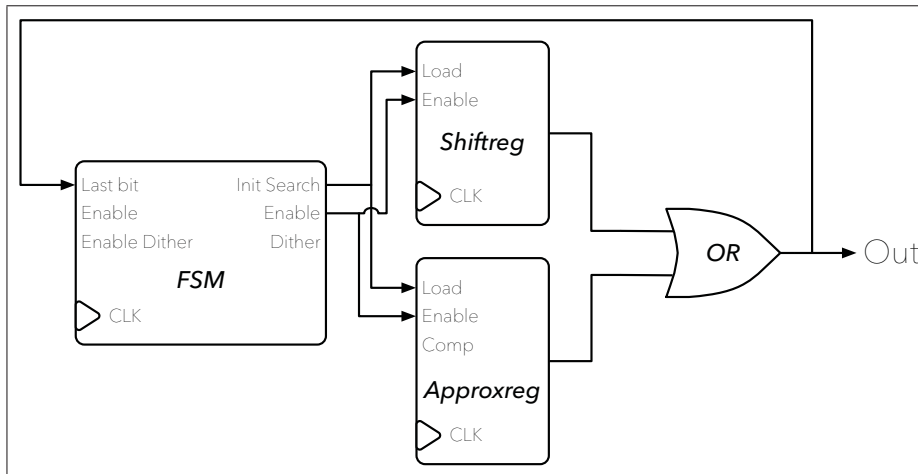 Load
Enable
Shiftreg
CLK
Last bit
Init Search
Enable
Enable
Enable Dither
Dither
FSM
CLK
OR
Out
Load
Enable
Comp
Approxreg
CLK